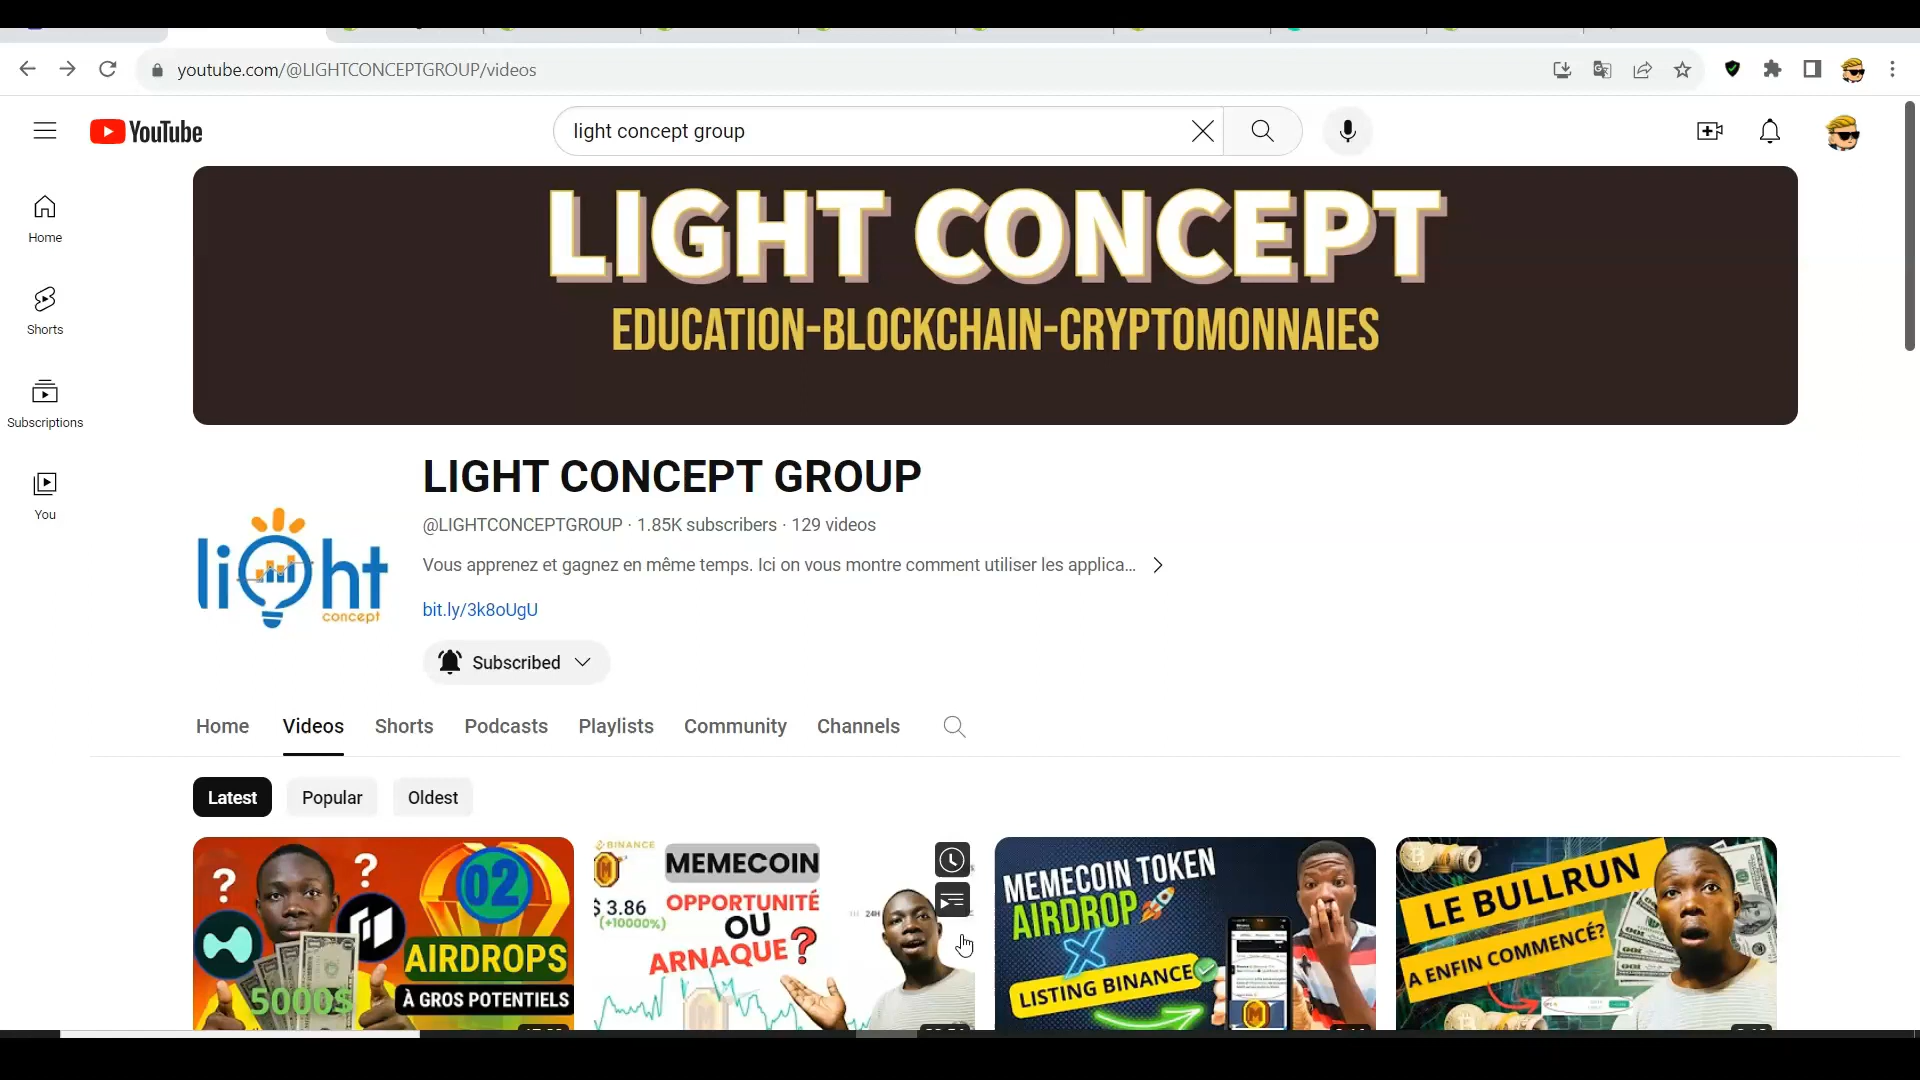 youtube.com/@LIGHTCONCEPTGROUP/videos
YouTube
light concept group
Home
Shorts
Subscriptions
You
LIGHT CONCEPT
EDUCATION-BLOCKCHAIN-CRYPTOMONNAIES
light
concept
LIGHT CONCEPT GROUP
@LIGHTCONCEPTGROUP · 1.85K subscribers · 129 videos
Vous apprenez et gagnez en même temps. Ici on vous montre comment utiliser les applica...
bit.ly/3k8oUgU
Subscribed
Home Videos Shorts Podcasts Playlists Community Channels
Latest Popular Oldest
? ?
02
AIRDROPS
À GROS POTENTIELS
5000$
BINANCE
MEMECOIN
$ 3.86
(+10000%)
OPPORTUNITÉ
OU
ARNAQUE?
24H
MEMECOIN TOKEN
AIRDROP
LISTING BINANCE
LE BULLRUN
A ENFIN COMMENCÉ?